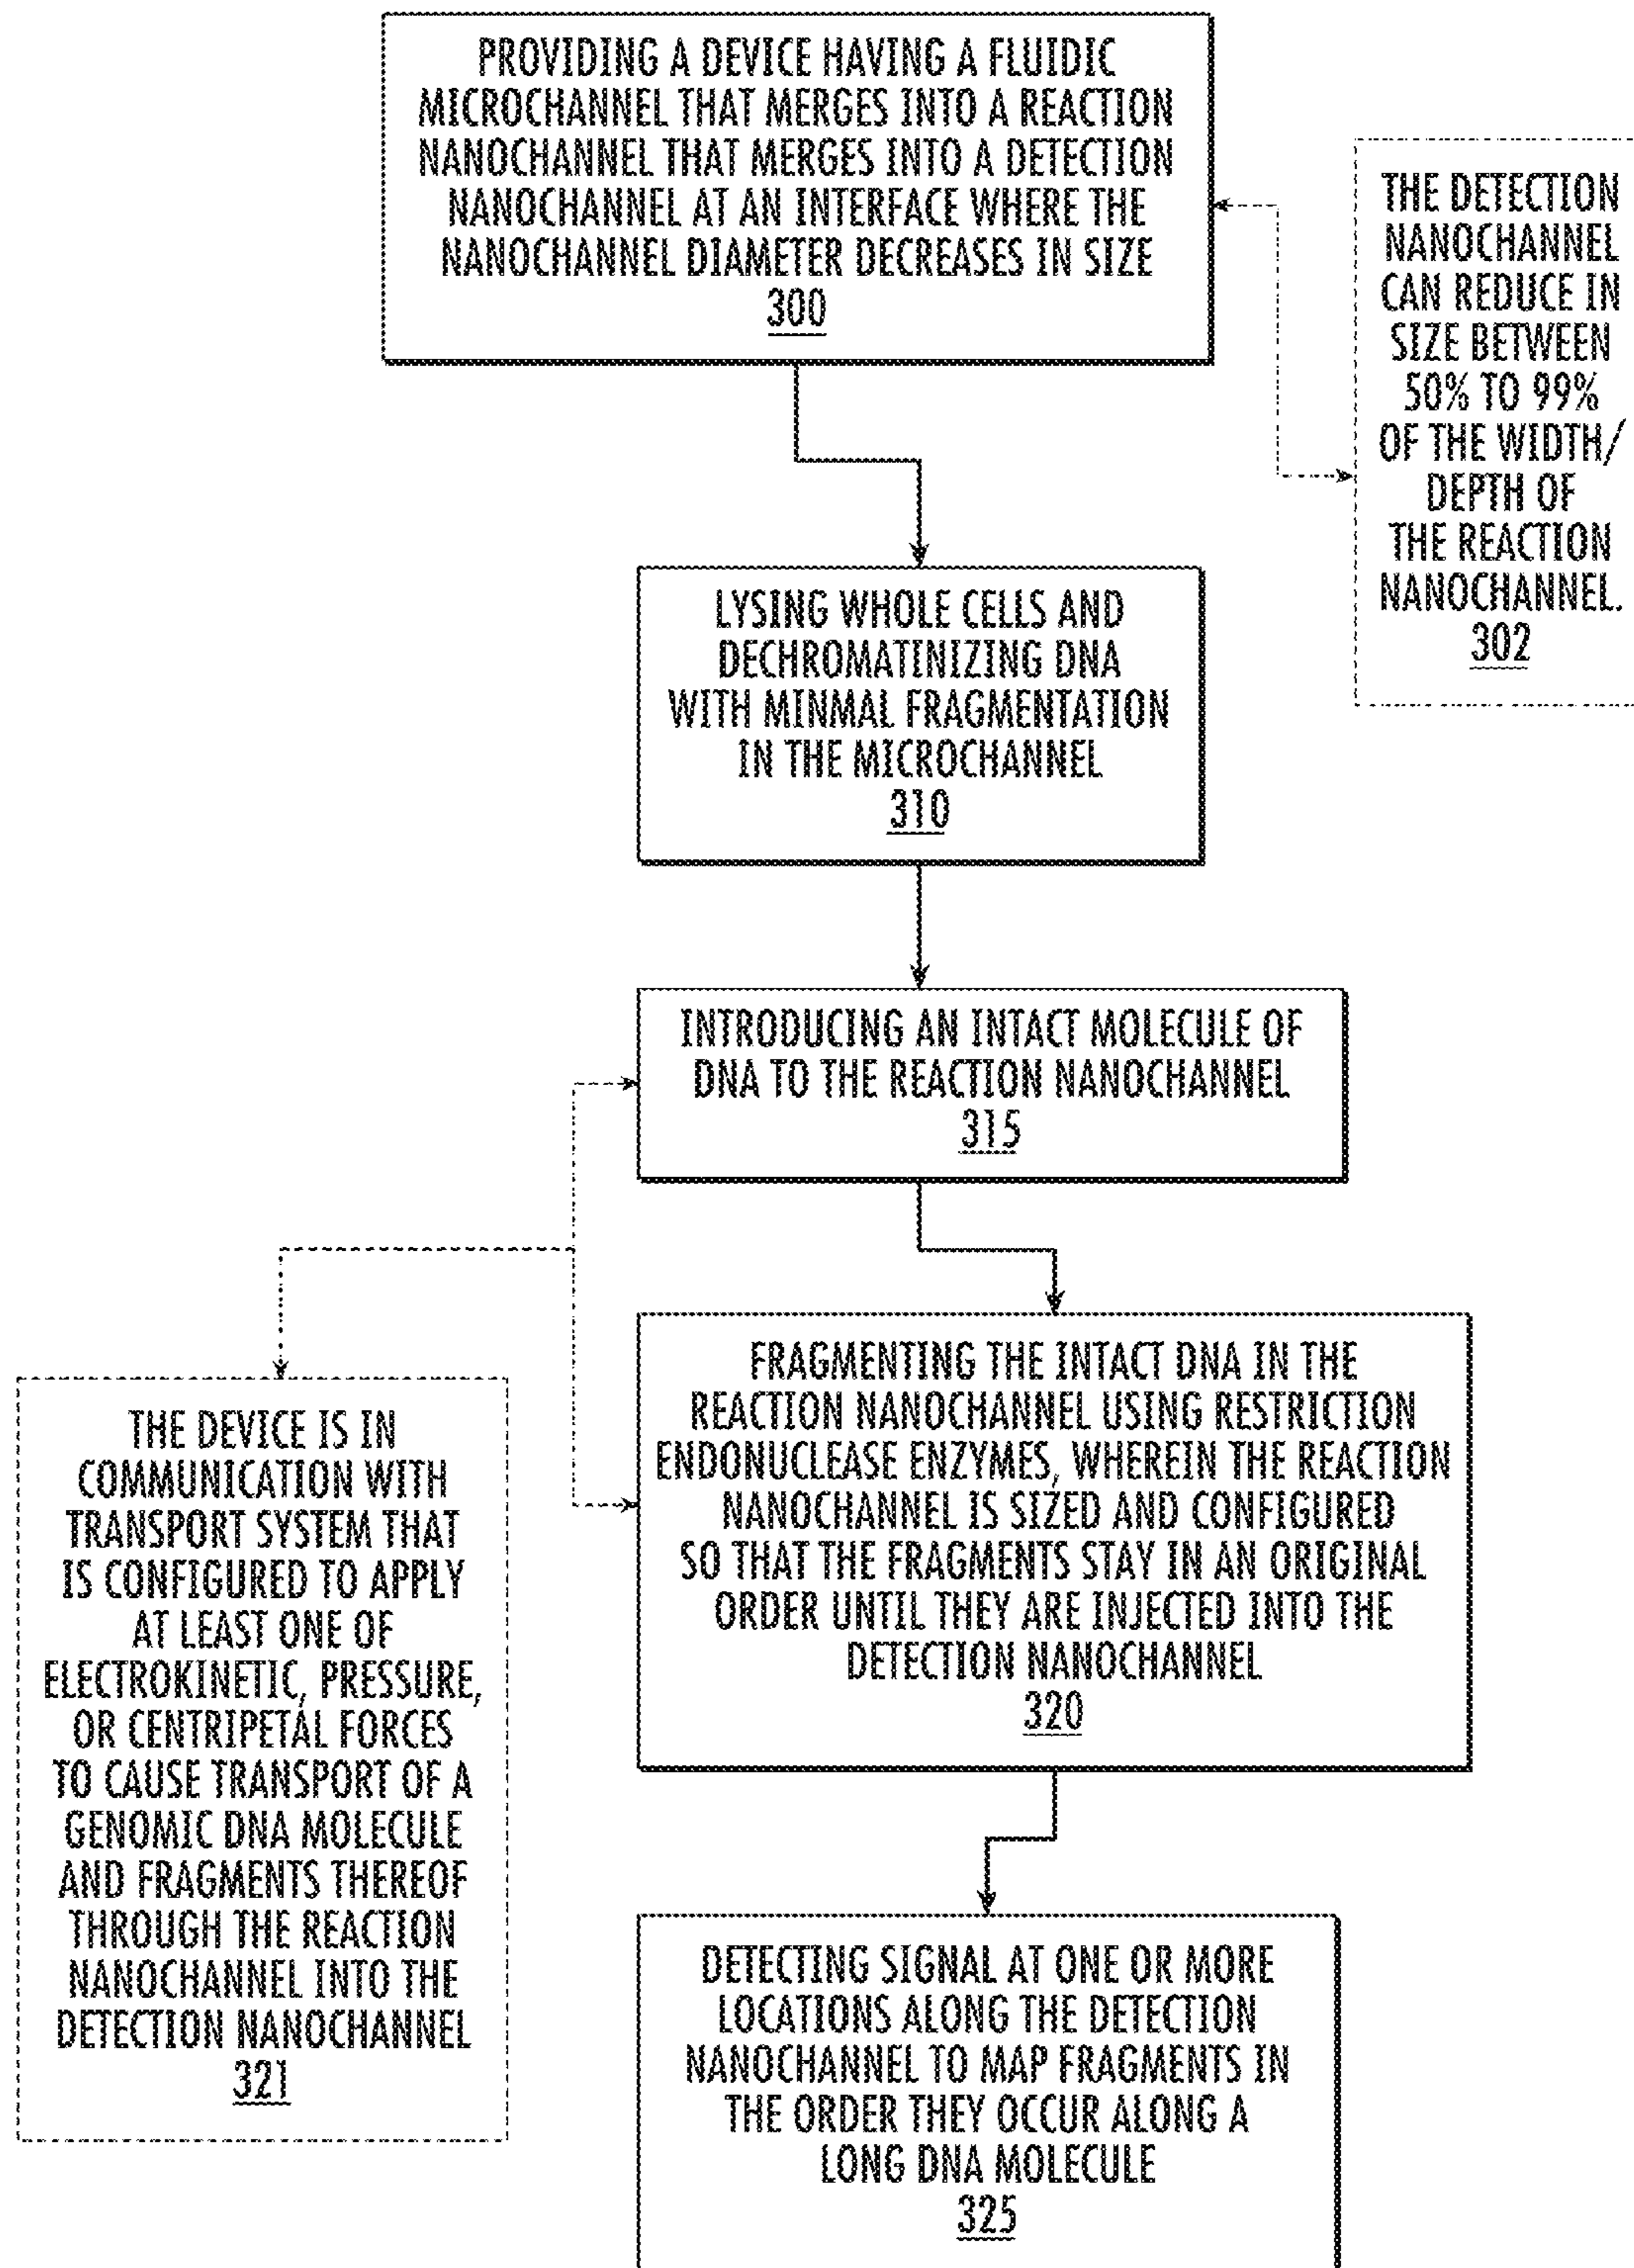 PROVIDING A DEVICE HAVING A FLUIDIC
MICROCHANNEL THAT MERGES INTO A REACTION
NANOCHANNEL THAT MERGES INTO A DETECTION
NANOCHANNEL AT AN INTERFACE WHERE THE
NANOCHANNEL DIAMETER DECREASES IN SIZE
300
THE DETECTION
NANOCHANNEL
CAN REDUCE IN
SIZE BETWEEN
50% TO 99%
OF THE WIDTH/
DEPTH OF
THE REACTION
NANOCHANNEL.
302
LYSING WHOLE CELLS AND
DECHROMATINIZING DNA
WITH MINMAL FRAGMENTATION
IN THE MICROCHANNEL
310
INTRODUCING AN INTACT MOLECULE OF
DNA TO THE REACTION NANOCHANNEL
315
FRAGMENTING THE INTACT DNA IN THE
REACTION NANOCHANNEL USING RESTRICTION
ENDONUCLEASE ENZYMES, WHEREIN THE REACTION
NANOCHANNEL IS SIZED AND CONFIGURED
SO THAT THE FRAGMENTS STAY IN AN ORIGINAL
ORDER UNTIL THEY ARE INJECTED INTO THE
DETECTION NANOCHANNEL
320
THE DEVICE IS IN
COMMUNICATION WITH
TRANSPORT SYSTEM THAT
IS CONFIGURED TO APPLY
AT LEAST ONE OF
ELECTROKINETIC, PRESSURE,
OR CENTRIPETAL FORCES
TO CAUSE TRANSPORT OF A
GENOMIC DNA MOLECULE
AND FRAGMENTS THEREOF
THROUGH THE REACTION
NANOCHANNEL INTO THE
DETECTION NANOCHANNEL
321
DETECTING SIGNAL AT ONE OR MORE
LOCATIONS ALONG THE DETECTION
NANOCHANNEL TO MAP FRAGMENTS IN
THE ORDER THEY OCCUR ALONG A
LONG DNA MOLECULE
325